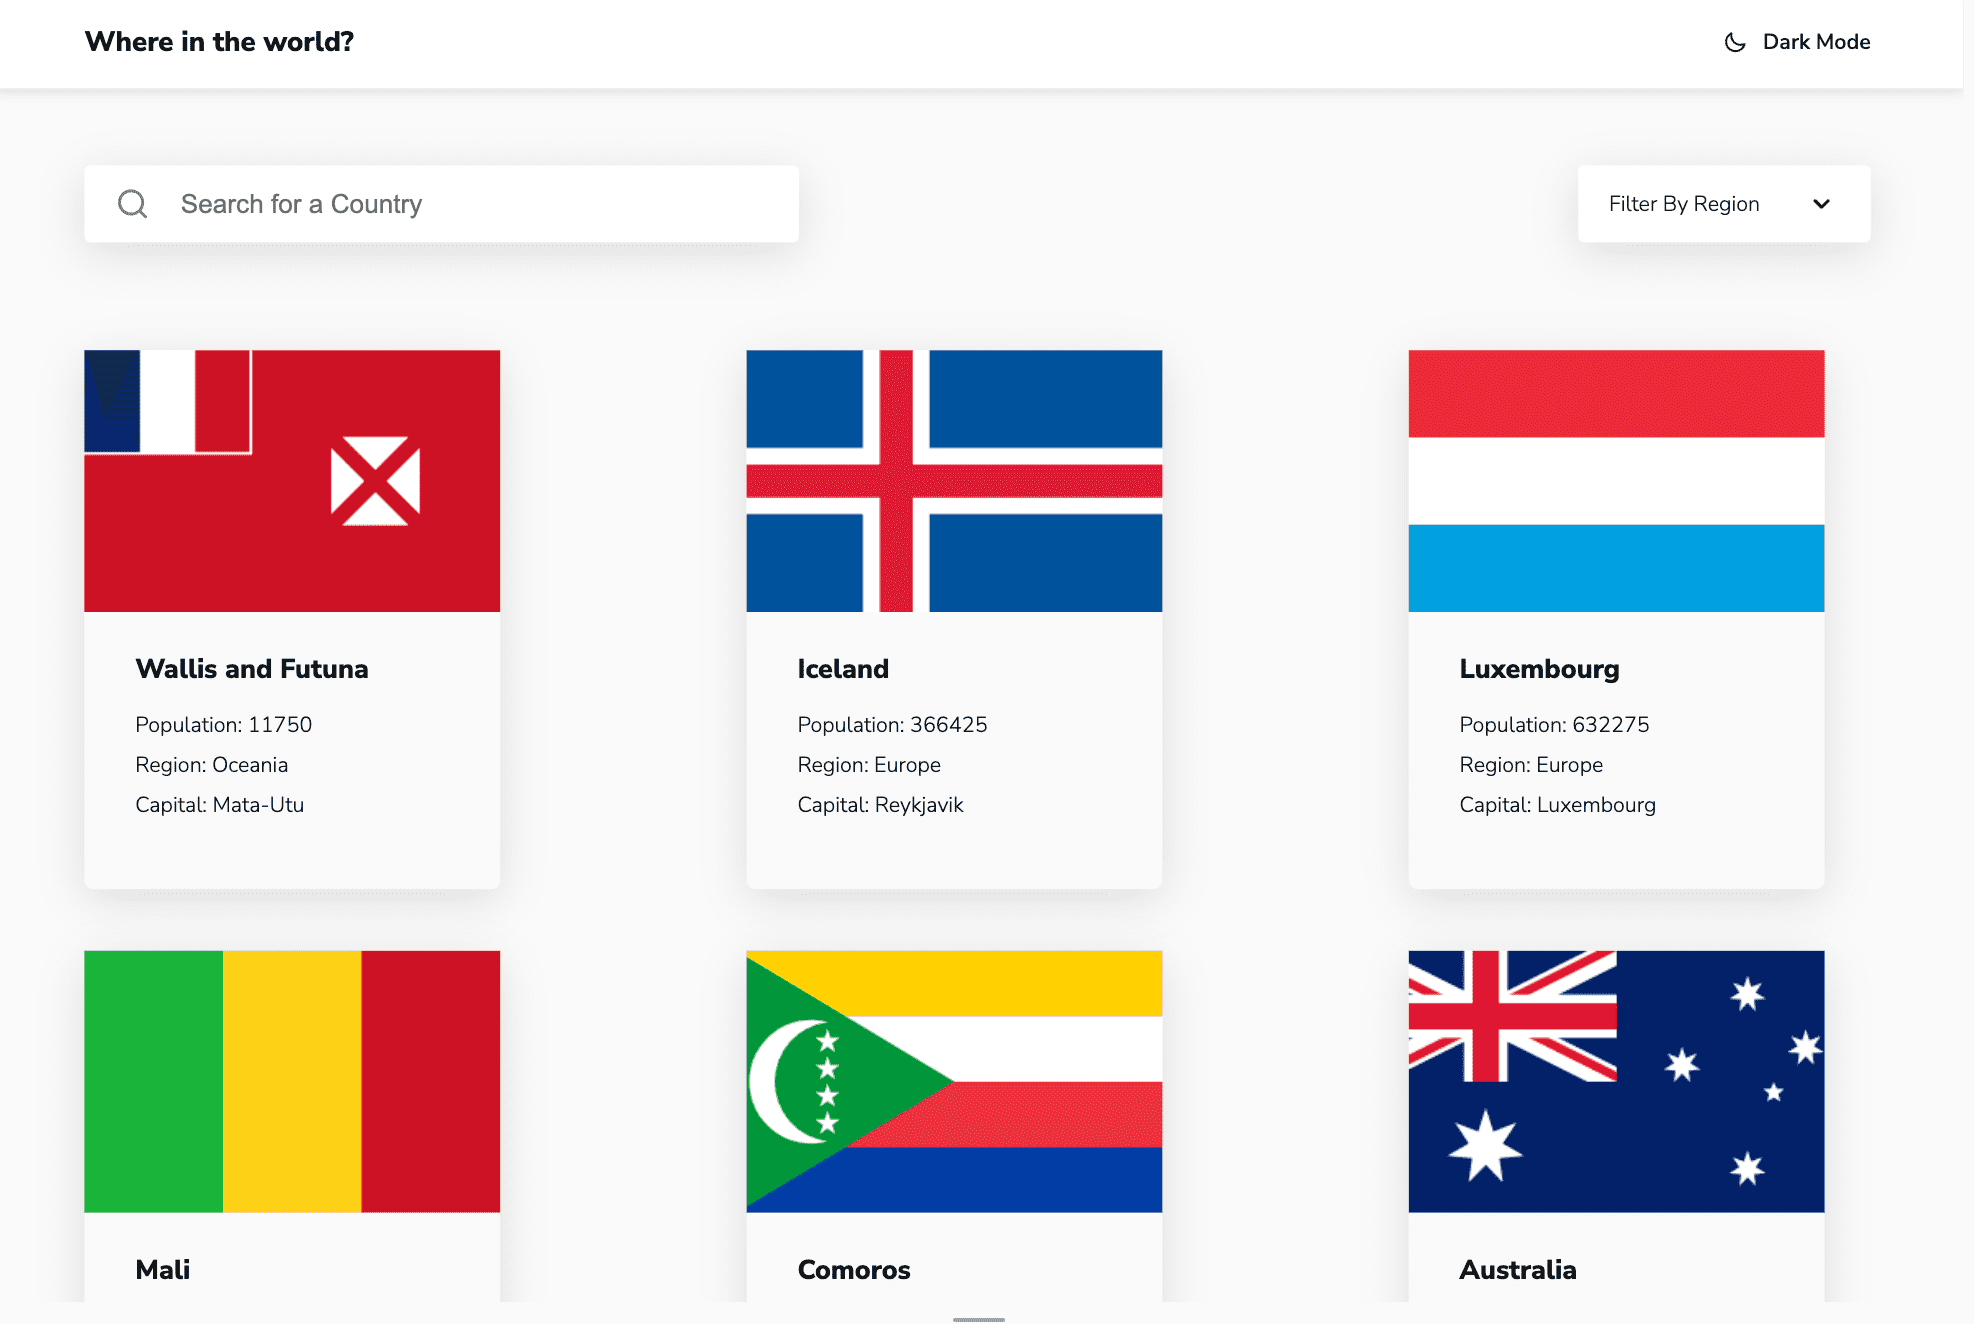 Where in the world?
Dark Mode
Search for a Country
Filter By Region
Wallis and Futuna
Population: 11750
Region: Oceania
Capital: Mata-Utu
Iceland
Population: 366425
Region: Europe
Capital: Reykjavik
Luxembourg
Population: 632275
Region: Europe
Capital: Luxembourg
Mali
Comoros
Australia